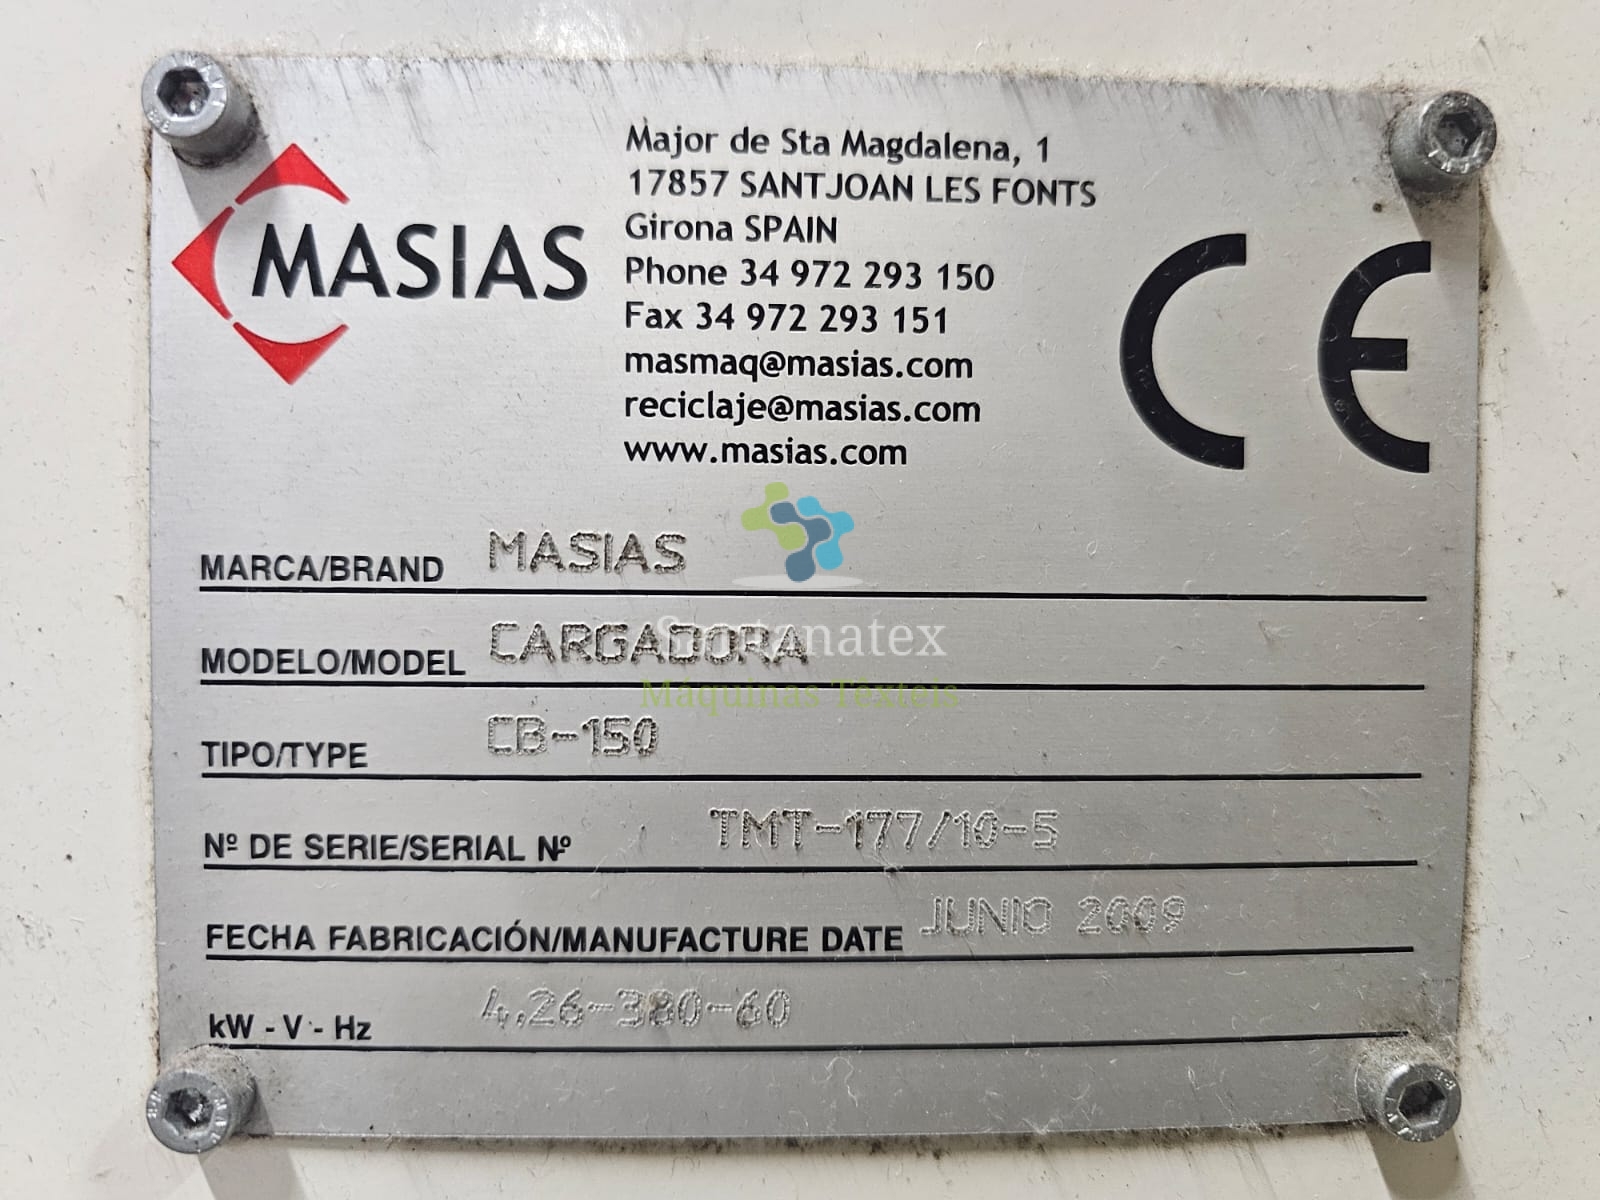 MASIAS
Major de Sta Magdalena, 1
17857 SANTJOAN LES FONTS
Girona SPAIN
Phone 34 972 293 150
Fax 34 972 293 151
masmaq@masias.com
reciclaje@masias.com
www.masias.com
CE
MARCA/BRAND MASIAS
MODELO/MODEL CARGADORA
Santanatex
Máquinas Têxteis
TIPO/TYPE CB-150
Nº DE SERIE/SERIAL Nº TMT-177/10-5
FECHA FABRICACIÓN/MANUFACTURE DATE JUNIO 2009
kW - V - Hz 4,26-380-60